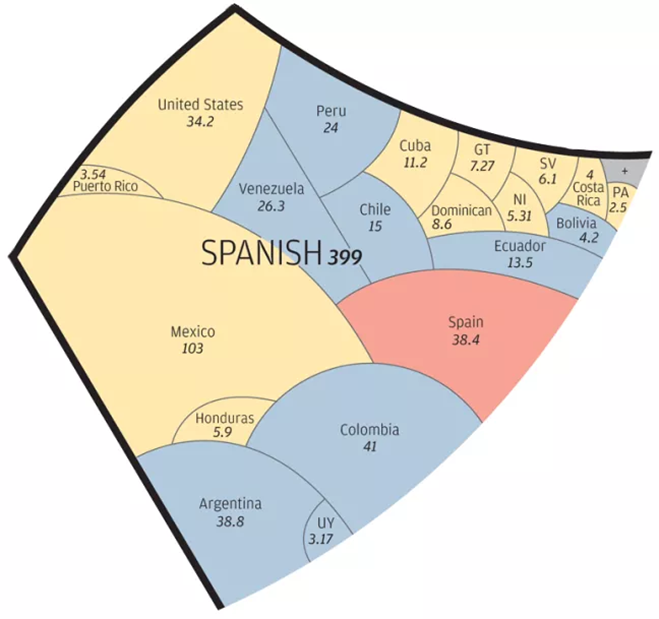 United States
34.2
3.54
Puerto Rico
Peru
24
Cuba
11.2
GT
7.27
SV
6.1
4
Costa
Rica
+
PA
2.5
Venezuela
26.3
Chile
15
Dominican
8.6
NI
5.31
Bolivia
4.2
Ecuador
13.5
SPANISH 399
Mexico
103
Spain
38.4
Honduras
5.9
Colombia
41
Argentina
38.8
UY
3.17